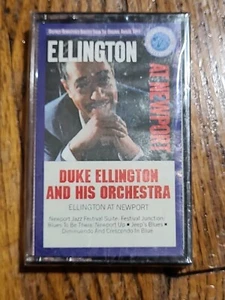 ELLINGTON
AT NEWPORT
DUKE ELLINGTON
AND HIS ORCHESTRA
ELLINGTON AT NEWPORT
Newport Jazz Festival Suite: Festival Junction;
Blues To Be There; Newport Up • Jeep's Blues •
Diminuendo And Crescendo In Blue